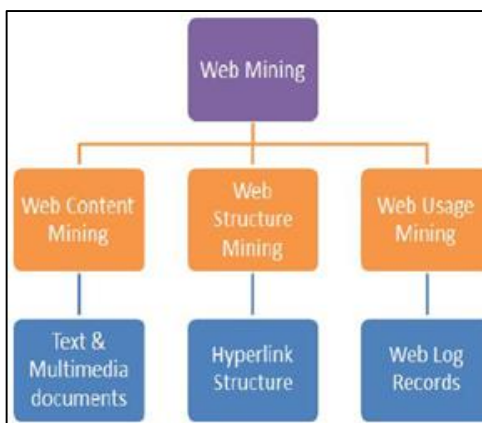 Web Mining
Web Content
Mining
Web
Structure
Mining
Web Usage
Mining
Text &
Multimedia
documents
Hyperlink
Structure
Web Log
Records